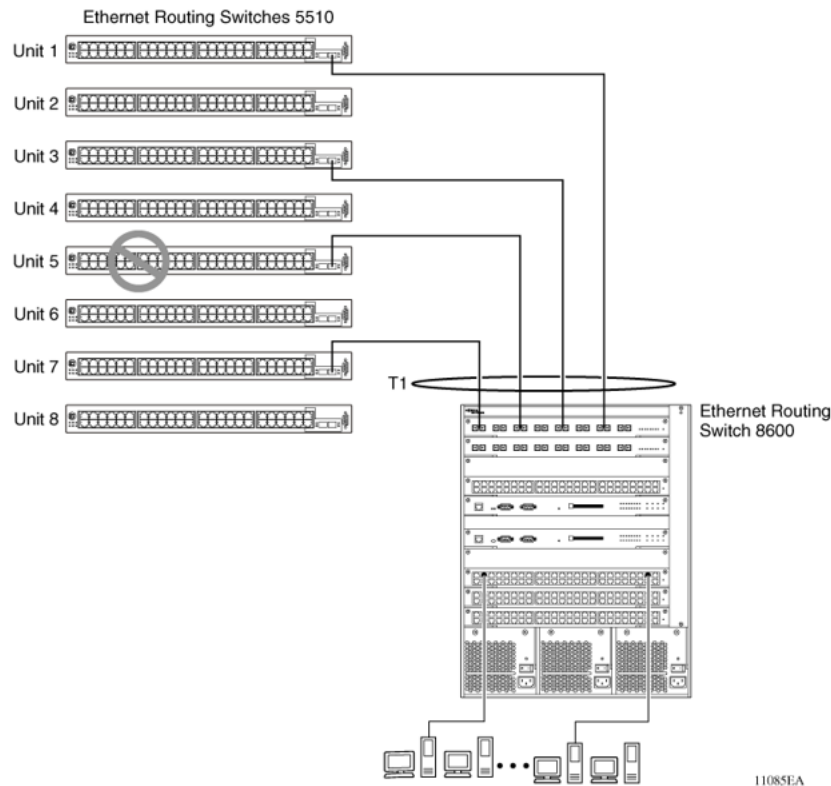 Ethernet Routing Switches 5510
Unit 1
Unit 2
Unit 3
Unit 4
Unit 5
Unit 6
Unit 7
Unit 8
T1
Ethernet Routing
Switch 8600
11085EA